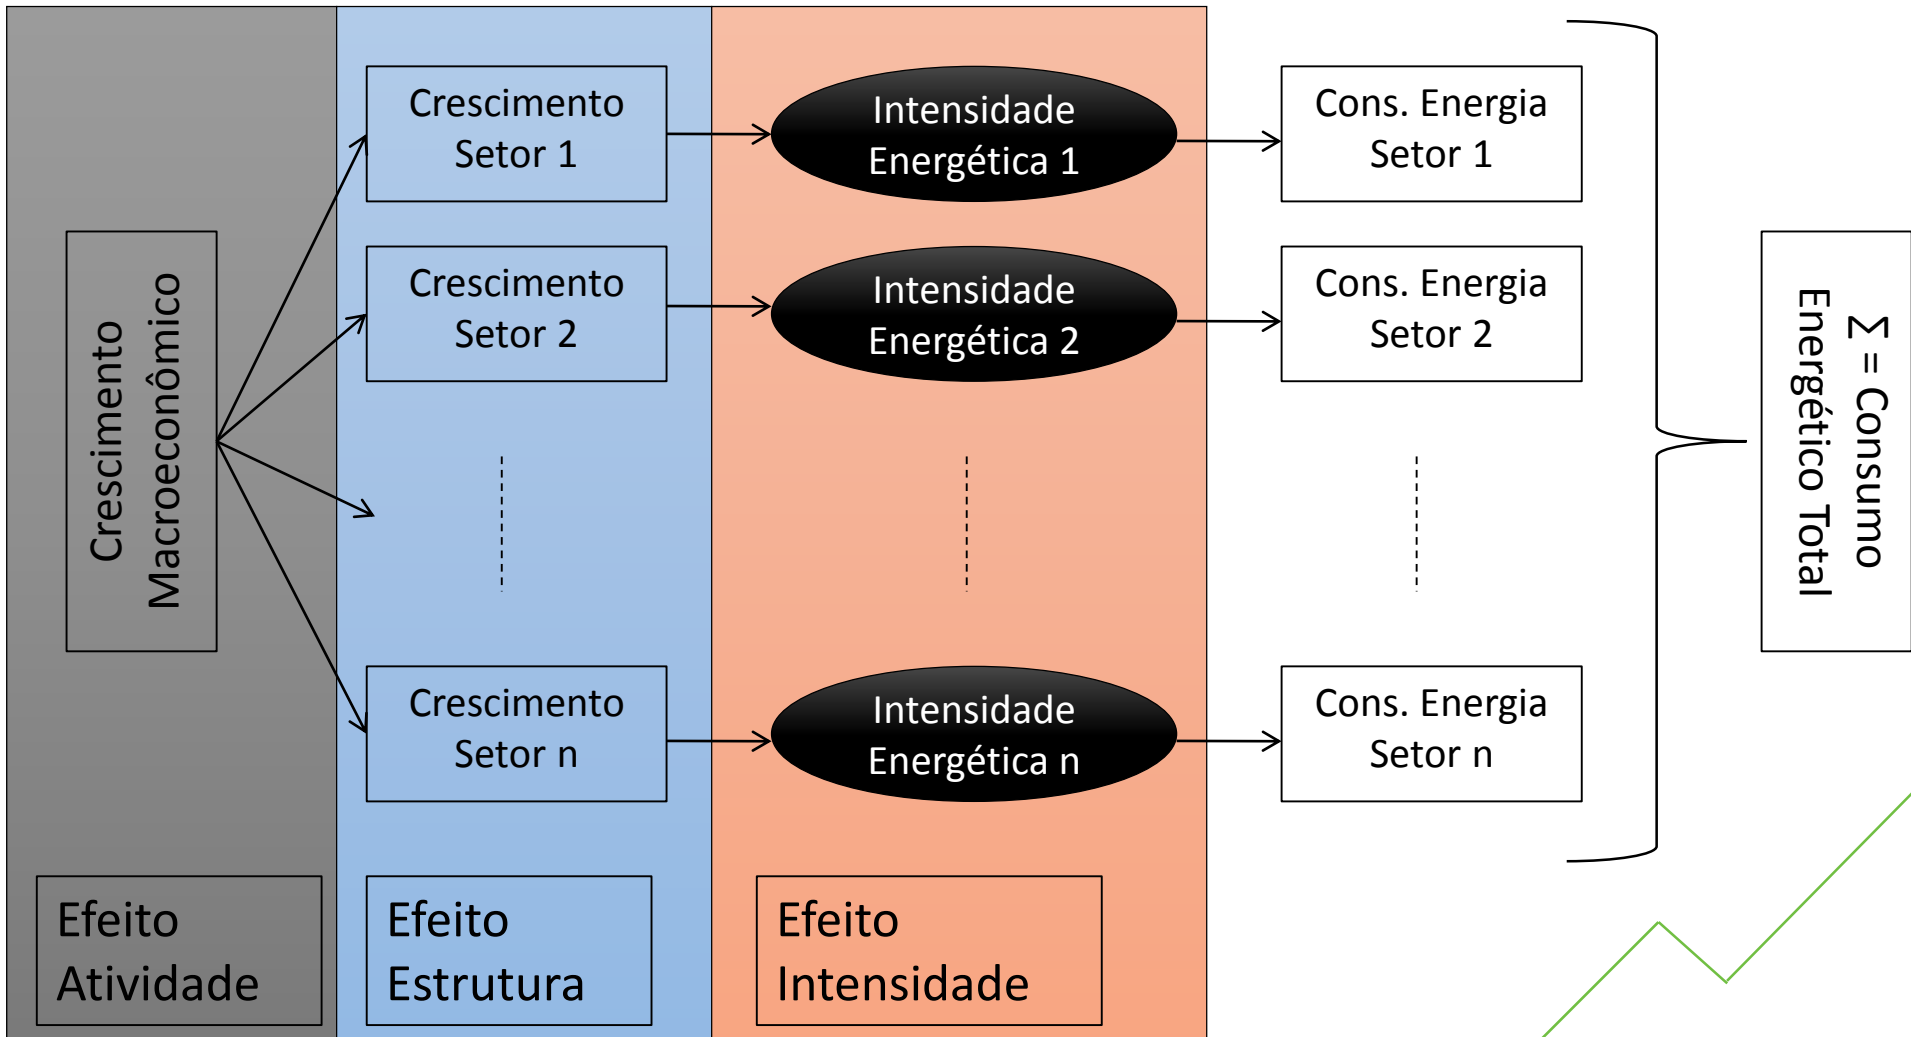 Crescimento
Macroeconômico
Crescimento
Setor 1
Intensidade
Energética 1
Cons. Energia
Setor 1
Crescimento
Setor 2
Intensidade
Energética 2
Cons. Energia
Setor 2
Crescimento
Setor n
Intensidade
Energética n
Cons. Energia
Setor n
∑ = Consumo
Energético Total
Efeito
Atividade
Efeito
Estrutura
Efeito
Intensidade